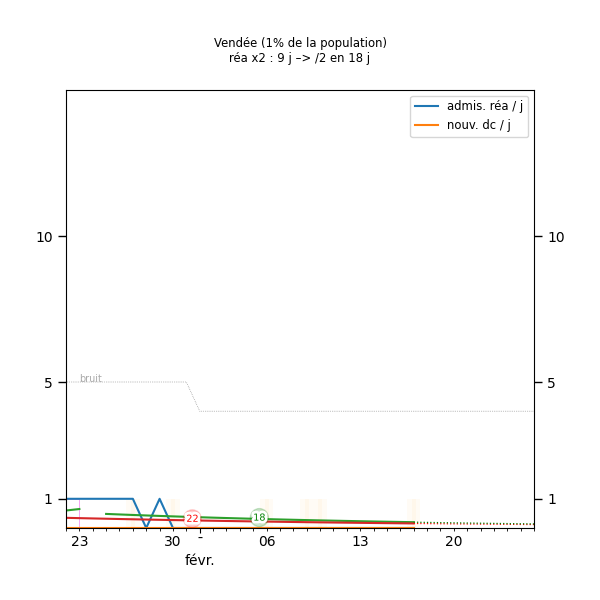 Vendée (1% de la population)
réa x2 : 9 j –> /2 en 18 j
admis. réa / j
nouv. dc / j
10 10
bruit
5 5
1 1
22 18
23 30 - 06 13 20
févr.